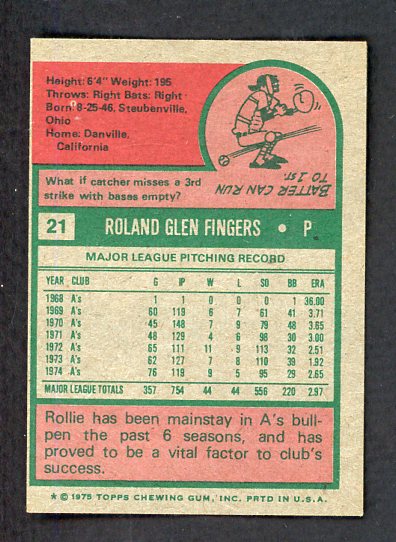 Height: 6'4" Weight: 195
Throws: Right Bats: Right
Born: 8-25-46, Steubenville,
Ohio
Home: Danville,
California
BATTER CAN RUN
TO 1st
What if catcher misses a 3rd
strike with bases empty?
21 ROLAND GLEN FINGERS • P
MAJOR LEAGUE PITCHING RECORD
YEAR CLUB G IP W L SO BB ERA
1968 A's 1 1 0 0 0 1 36.00
1969 A's 60 119 6 7 61 41 3.71
1970 A's 45 148 7 9 79 48 3.65
1971 A's 48 129 4 6 98 30 3.00
1972 A's 65 111 11 9 113 32 2.51
1973 A's 62 127 7 8 110 39 1.91
1974 A's 76 119 9 5 95 29 2.65
MAJOR LEAGUE TOTALS 357 754 44 44 556 220 2.97
Rollie has been mainstay in A's bull-
pen the past 6 seasons, and
has proved to be a vital factor to club's
success.
* © 1975 TOPPS CHEWING GUM, INC. PRTD IN U.S.A.